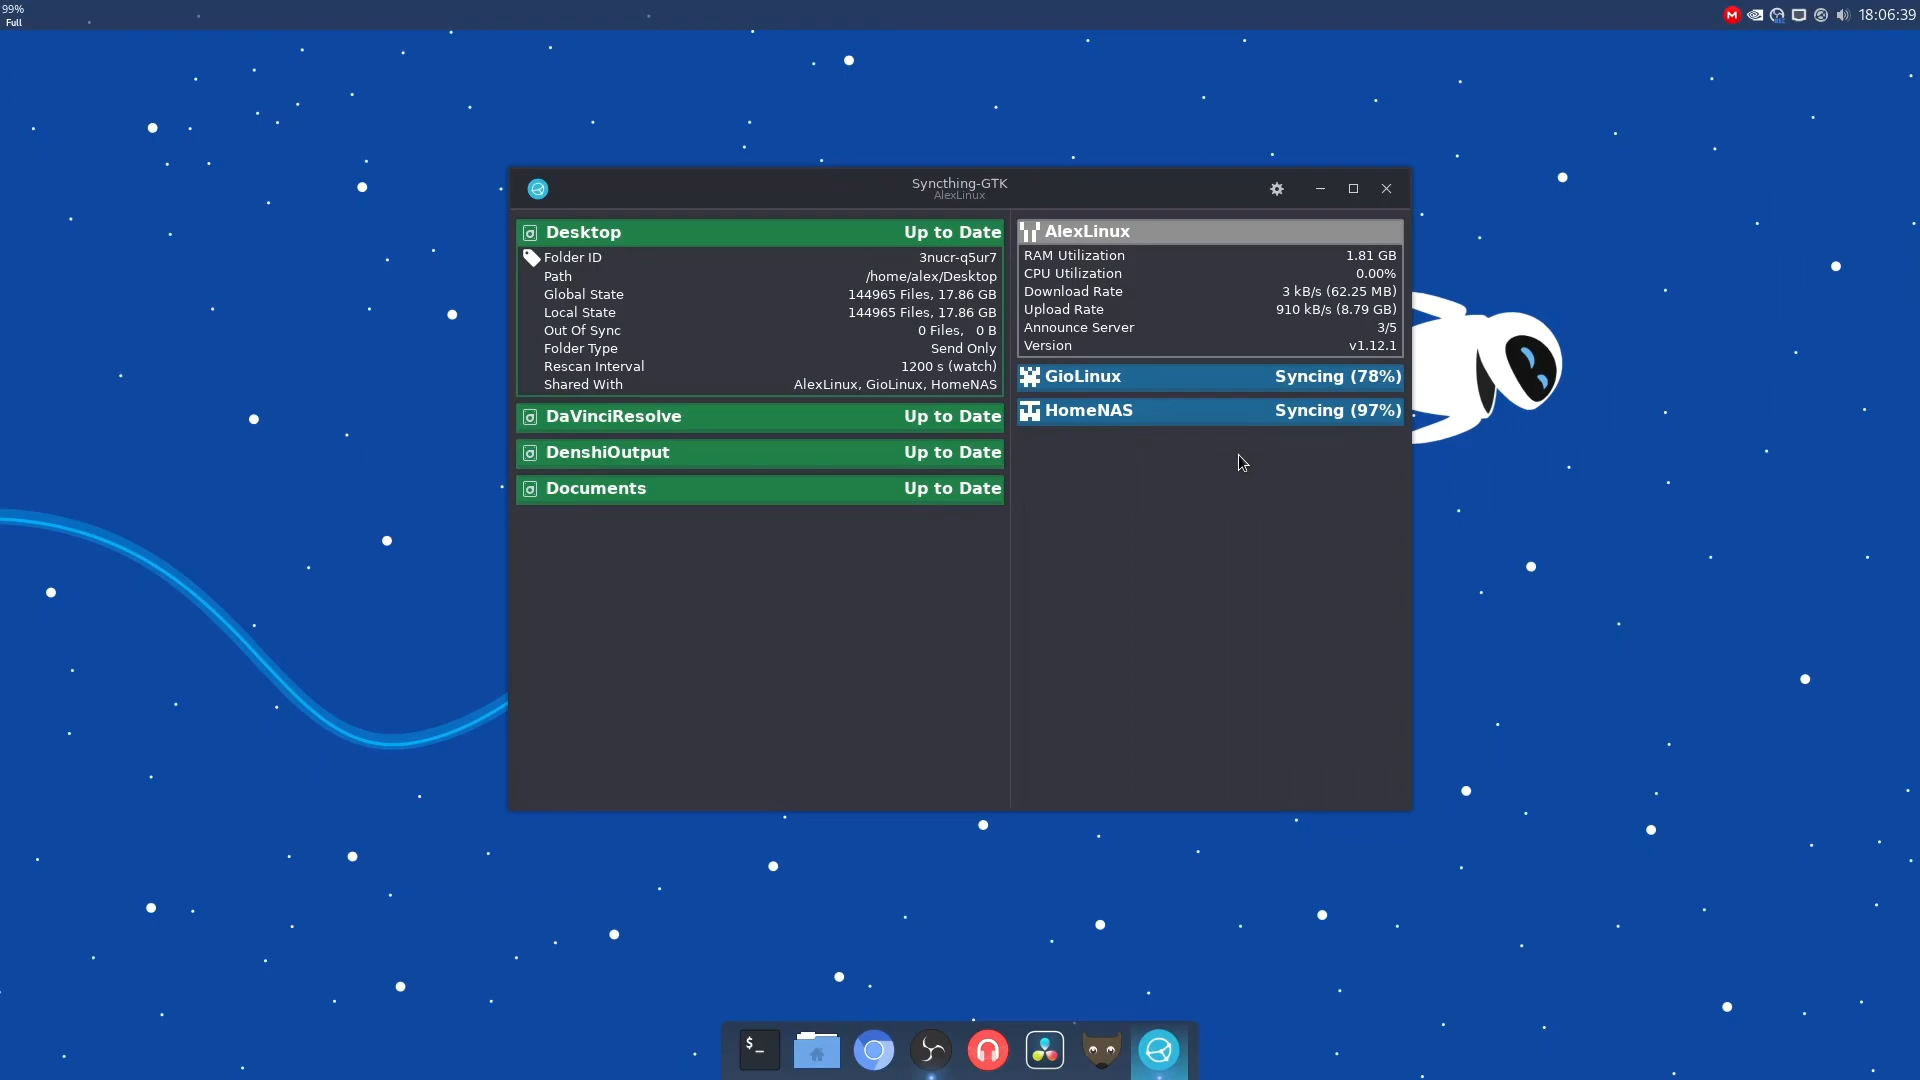 99%
Full
18:06:39
Syncthing-GTK
AlexLinux
Desktop Up to Date
Folder ID 3nucr-q5ur7
Path /home/alex/Desktop
Global State 144965 Files, 17.86 GB
Local State 144965 Files, 17.86 GB
Out Of Sync 0 Files, 0 B
Folder Type Send Only
Rescan Interval 1200 s (watch)
Shared With AlexLinux, GioLinux, HomeNAS
DaVinciResolve Up to Date
DenshiOutput Up to Date
Documents Up to Date
AlexLinux
RAM Utilization 1.81 GB
CPU Utilization 0.00%
Download Rate 3 kB/s (62.25 MB)
Upload Rate 910 kB/s (8.79 GB)
Announce Server 3/5
Version v1.12.1
GioLinux Syncing (78%)
HomeNAS Syncing (97%)
$_